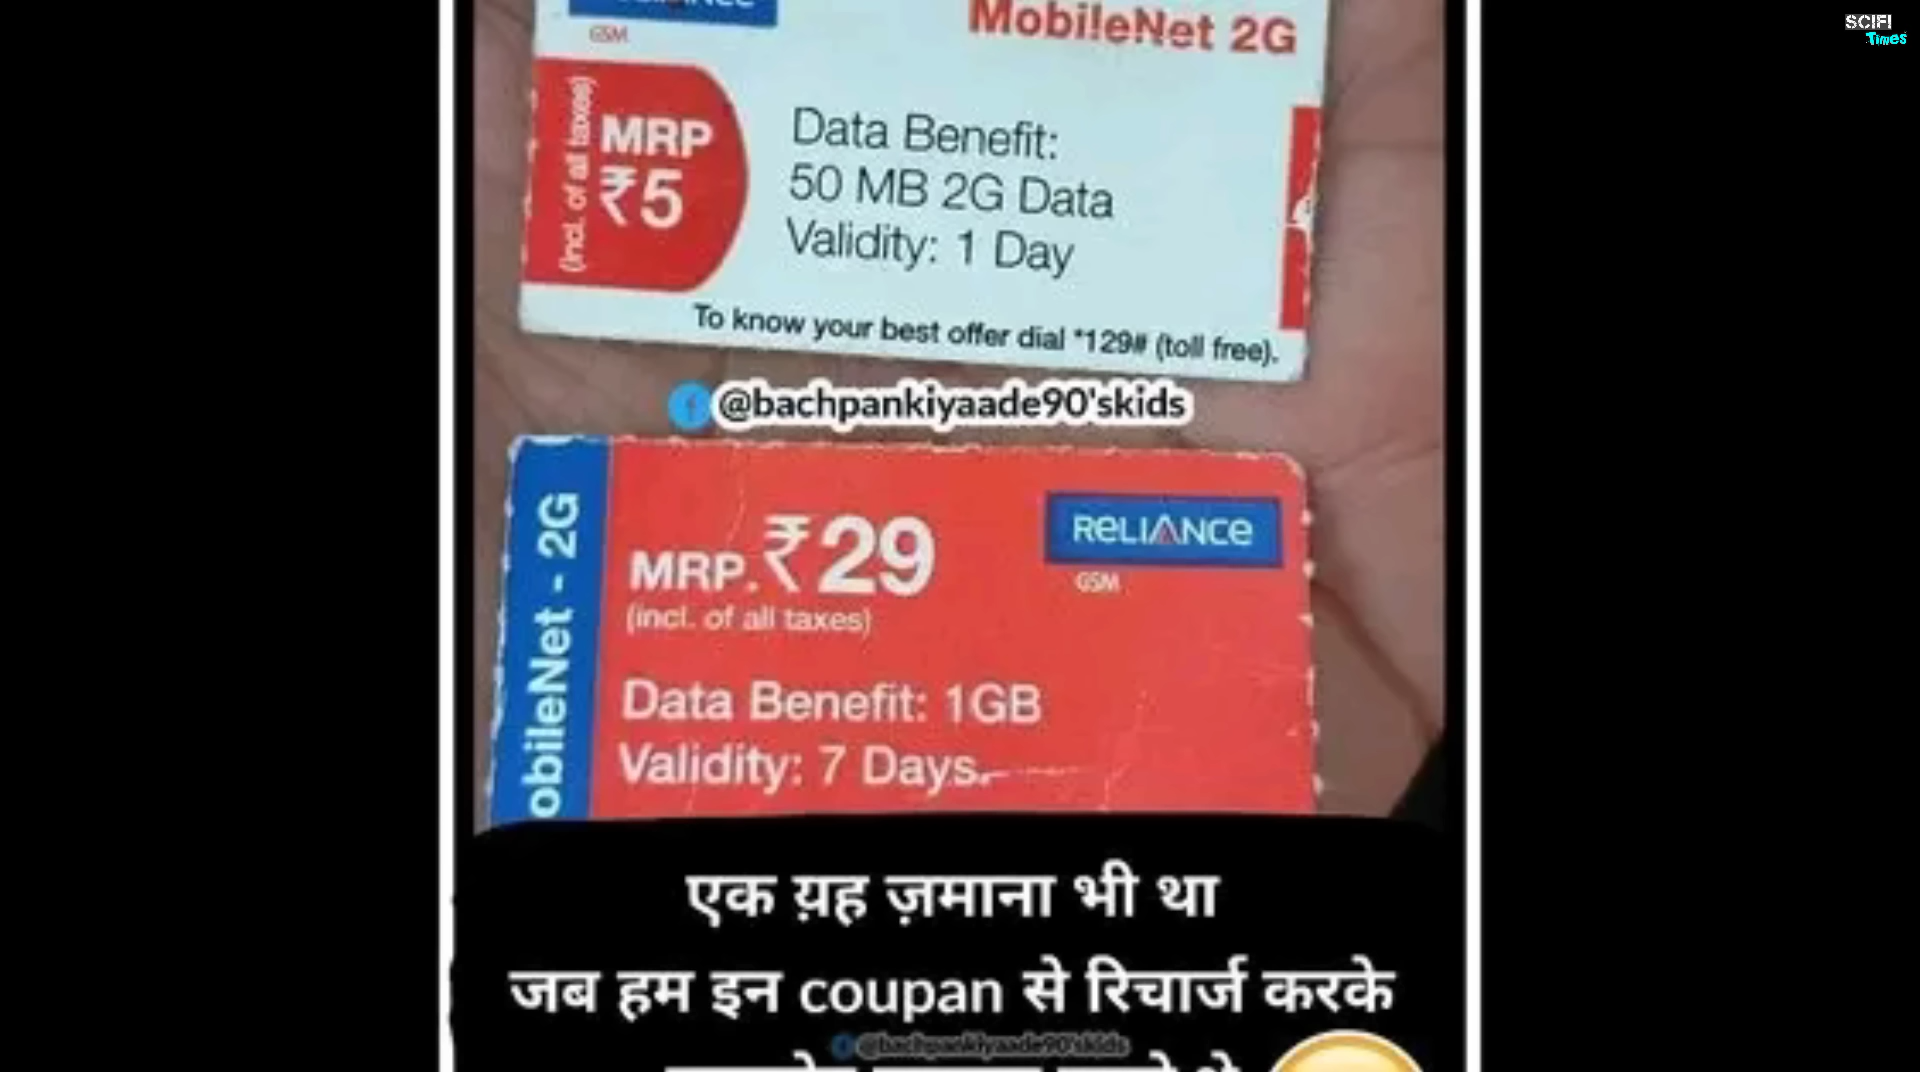 SCIFI
Times
RELIANCE
GSM
MobileNet 2G
(incl. of all taxes)
MRP
₹5
Data Benefit:
50 MB 2G Data
Validity: 1 Day
To know your best offer dial *129# (toll free).
@bachpankiyaade90'skids
obileNet - 2G
MRP. ₹29
(incl. of all taxes)
RELIANCE
GSM
Data Benefit: 1GB
Validity: 7 Days.
एक य़ह ज़माना भी था
जब हम इन coupan से रिचार्ज करके
@bachpankiyaade90'skids